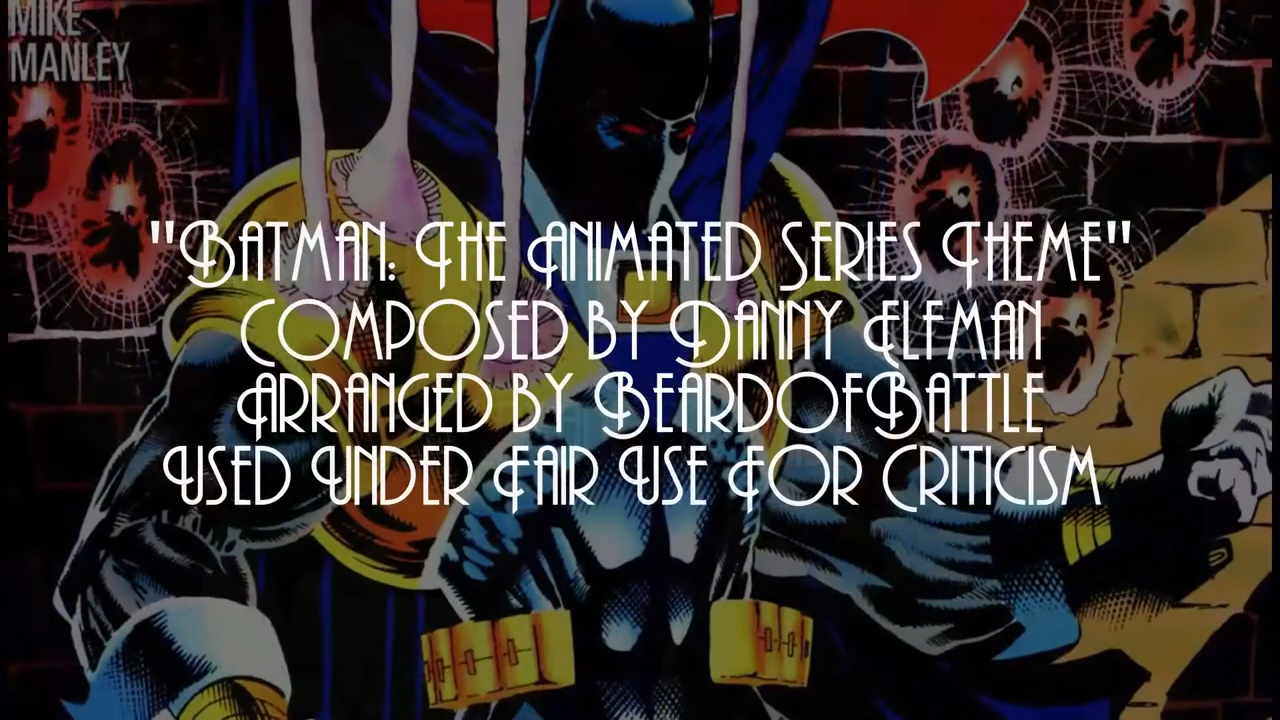 MIKE
MANLEY
"Batman: The Animated Series Theme"
Composed by Danny Elfman
Arranged by BeardofBattle
Used Under Fair Use For Criticism